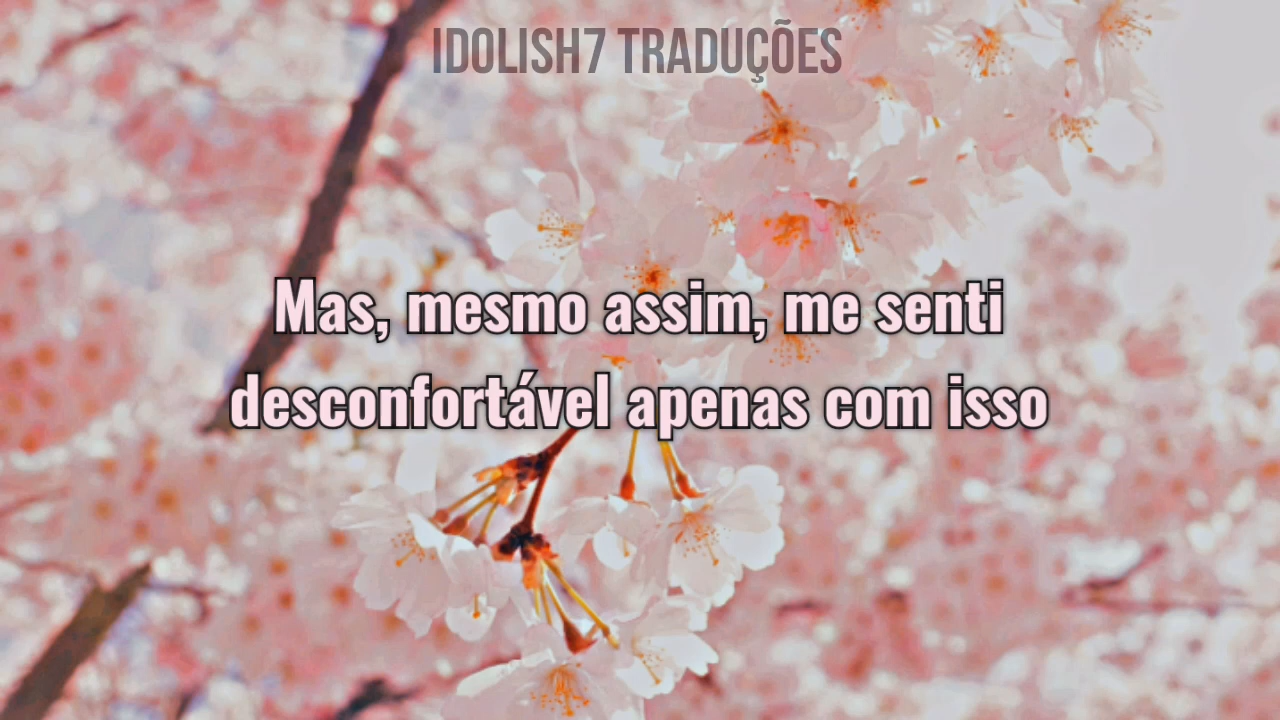 IDOLISH7 TRADUÇÕES
Mas, mesmo assim, me senti
desconfortável apenas com isso